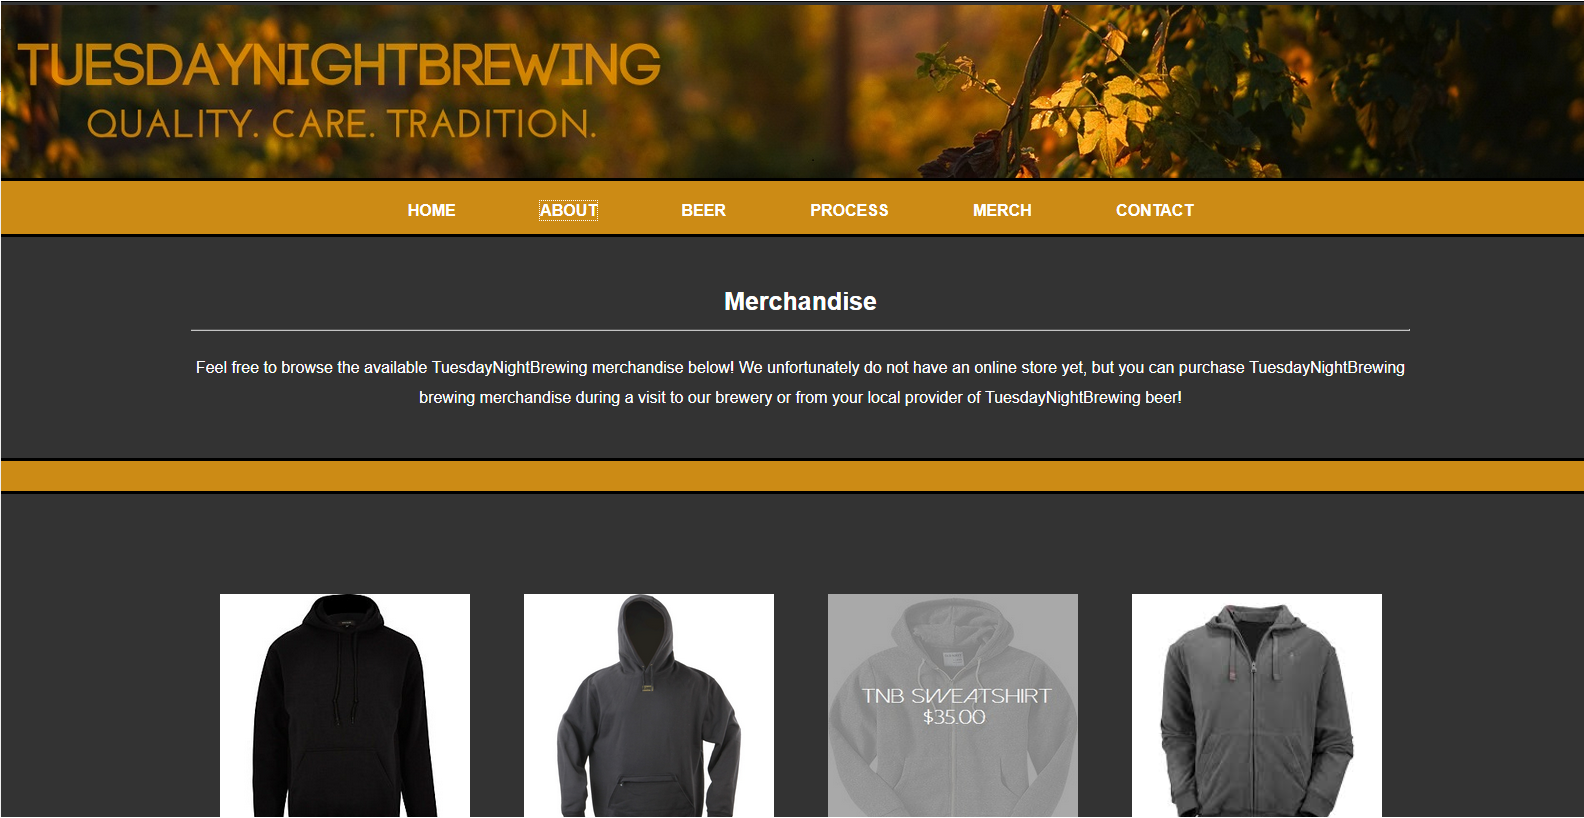 TUESDAYNIGHTBREWING
QUALITY. CARE. TRADITION.
HOME ABOUT BEER PROCESS MERCH CONTACT
Merchandise
Feel free to browse the available TuesdayNightBrewing merchandise below! We unfortunately do not have an online store yet, but you can purchase TuesdayNightBrewing
brewing merchandise during a visit to our brewery or from your local provider of TuesdayNightBrewing beer!
TNB SWEATSHIRT
$35.00